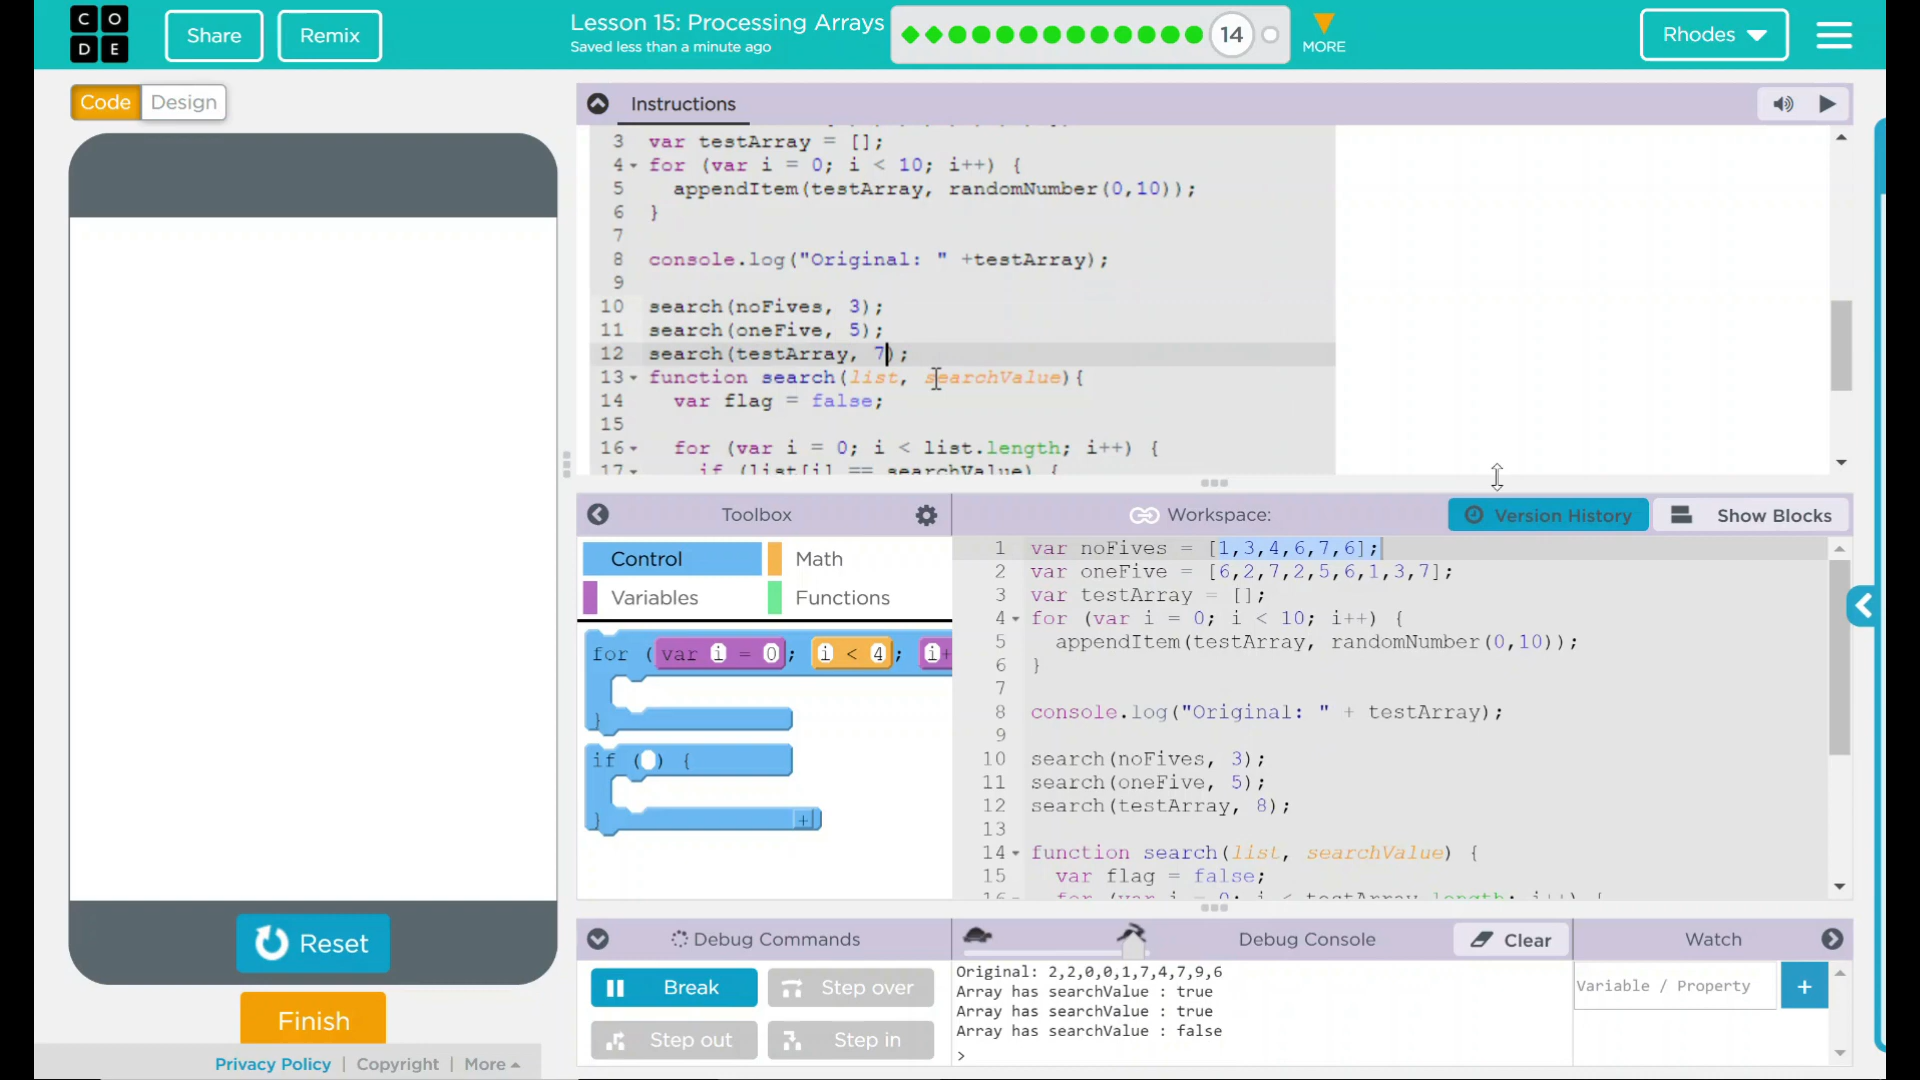 CO
DE
Share
Remix
Lesson 15: Processing Arrays
Saved less than a minute ago
14
MORE
Rhodes
Code
Design
Instructions
3 var testArray = [];
4 for (var i = 0; i < 10; i++) {
5 appendItem(testArray, randomNumber(0,10));
6 }
7
8 console.log("Original: " +testArray);
9
10 search(noFives, 3);
11 search(oneFive, 5);
12 search(testArray, 7);
13 function search(list, searchValue){
14 var flag = false;
15
16 for (var i = 0; i < list.length; i++) {
17 if (list[i] == searchValue) {
Toolbox
Workspace:
Version History
Show Blocks
Control
Math
Variables
Functions
for ( var i = 0 ; i < 4 ; i+
}
if ( ) {
} +
1 var noFives = [1,3,4,6,7,6];
2 var oneFive = [6,2,7,2,5,6,1,3,7];
3 var testArray = [];
4 for (var i = 0; i < 10; i++) {
5 appendItem(testArray, randomNumber(0,10));
6 }
7
8 console.log("Original: " + testArray);
9
10 search(noFives, 3);
11 search(oneFive, 5);
12 search(testArray, 8);
13
14 function search(list, searchValue) {
15 var flag = false;
16 for (var i = 0; i < testArray.length; i++) {
Reset
Finish
Privacy Policy | Copyright | More
Debug Commands
Debug Console
Clear
Watch
Break
Step over
Step out
Step in
Original: 2,2,0,0,1,7,4,7,9,6
Array has searchValue : true
Array has searchValue : true
Array has searchValue : false
>
Variable / Property
+